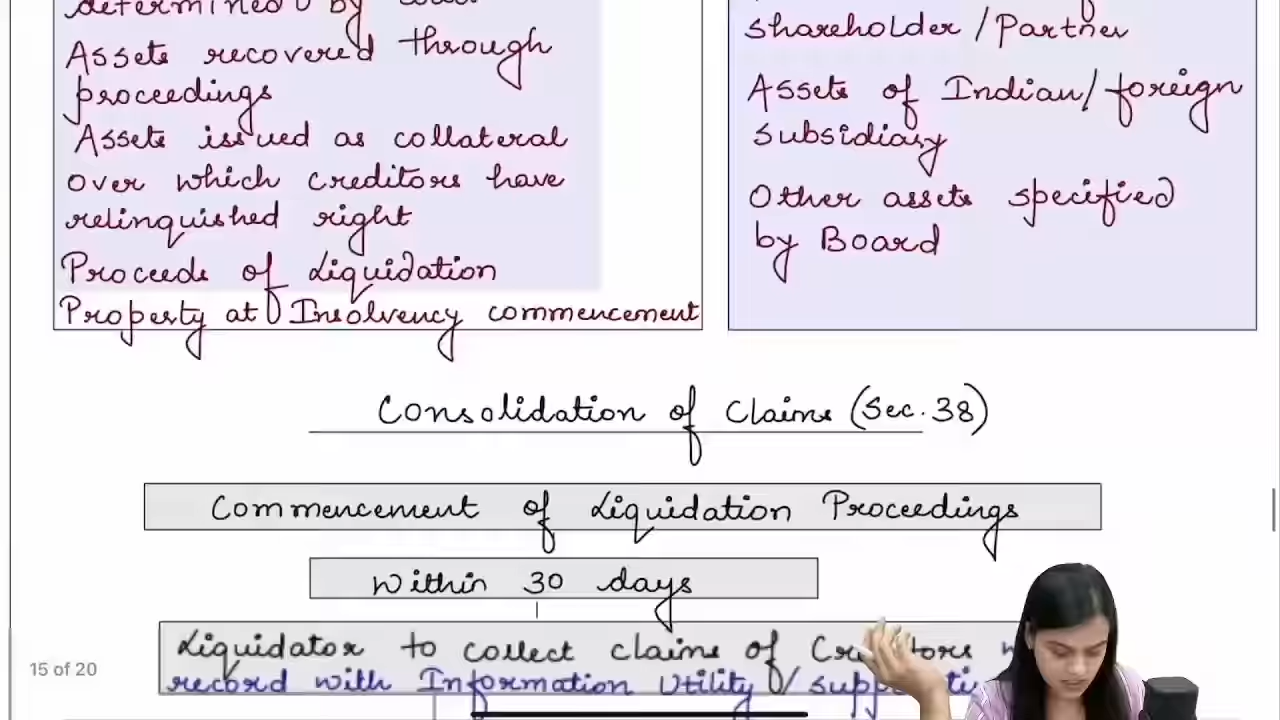 determined by
Assets recovered through
proceedings
Assets issued as collateral
over which creditors have
relinquished right
Proceeds of Liquidation
Property at Insolvency commencement
shareholder/Partner
Assets of Indian/foreign
subsidiary
Other assets specified
by Board
Consolidation of Claims (Sec. 38)
Commencement of Liquidation Proceedings
Within 30 days
Liquidator to collect claims of Creditors
record with Information Utility /
15 of 20